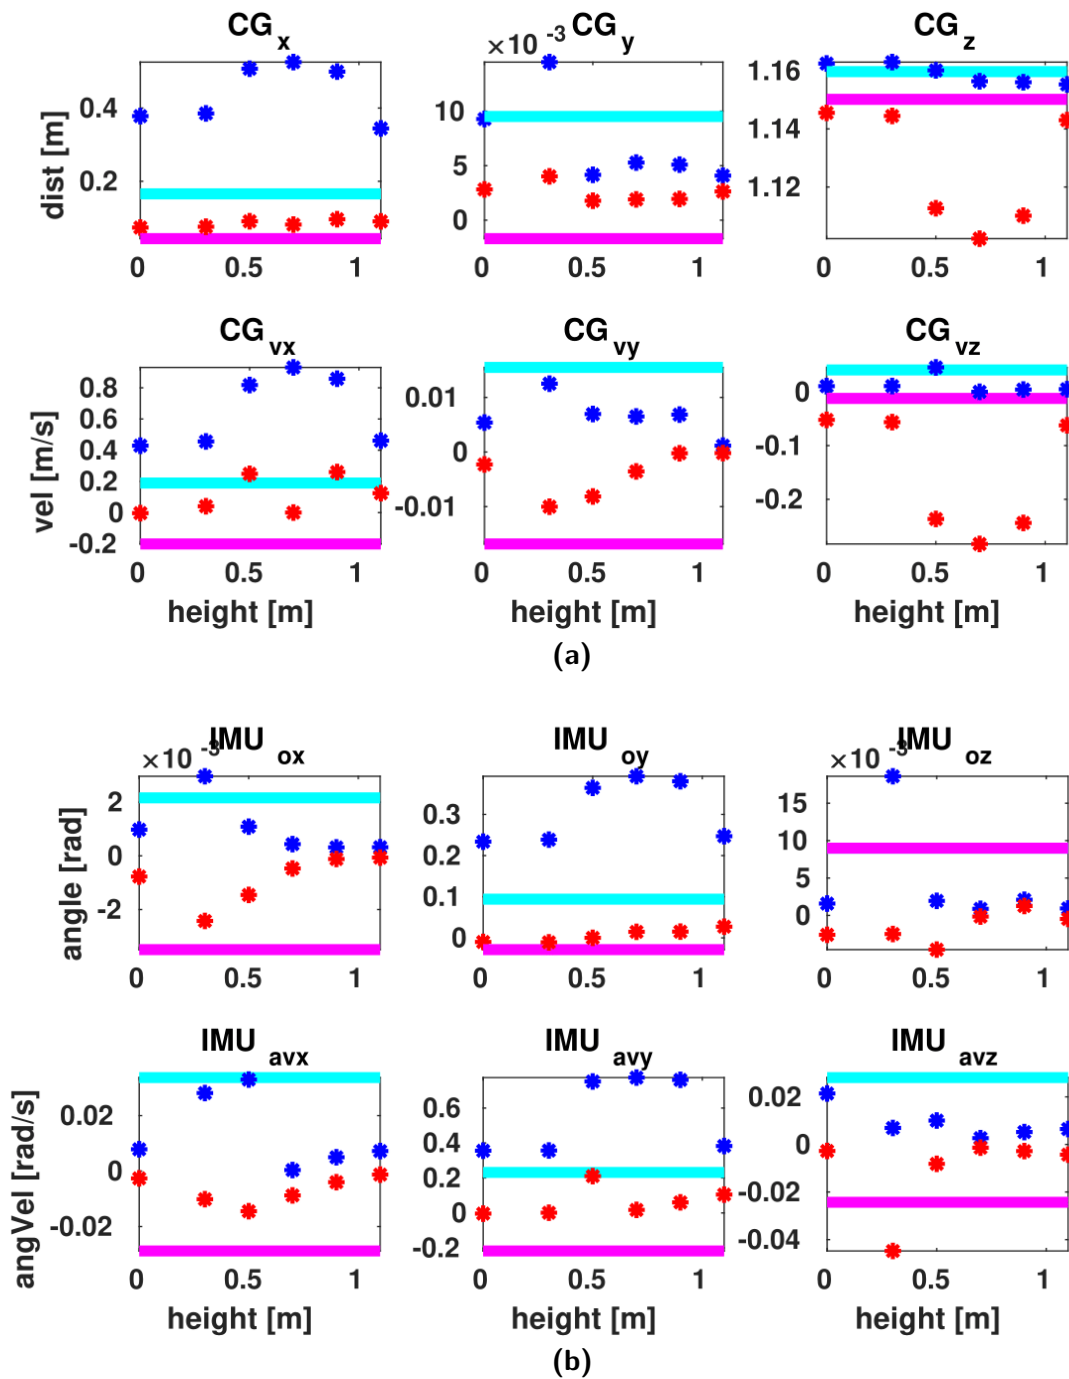 CG x
×10 -3 CG y
CG z
dist [m]
0.4
0.2
0 0.5 1
10
5
0
0 0.5 1
1.16
1.14
1.12
0 0.5 1
CG vx
CG vy
CG vz
vel [m/s]
0.8
0.6
0.4
0.2
0
-0.2
0 0.5 1
0.01
0
-0.01
0 0.5 1
0
-0.1
-0.2
0 0.5 1
height [m]
height [m]
height [m]
(a)
×10 -3 IMU ox
IMU oy
×10 -3 IMU oz
angle [rad]
2
0
-2
0 0.5 1
0.3
0.2
0.1
0
0 0.5 1
15
10
5
0
0 0.5 1
IMU avx
IMU avy
IMU avz
angVel [rad/s]
0.02
0
-0.02
0 0.5 1
0.6
0.4
0.2
0
-0.2
0 0.5 1
0.02
0
-0.02
-0.04
0 0.5 1
height [m]
height [m]
height [m]
(b)